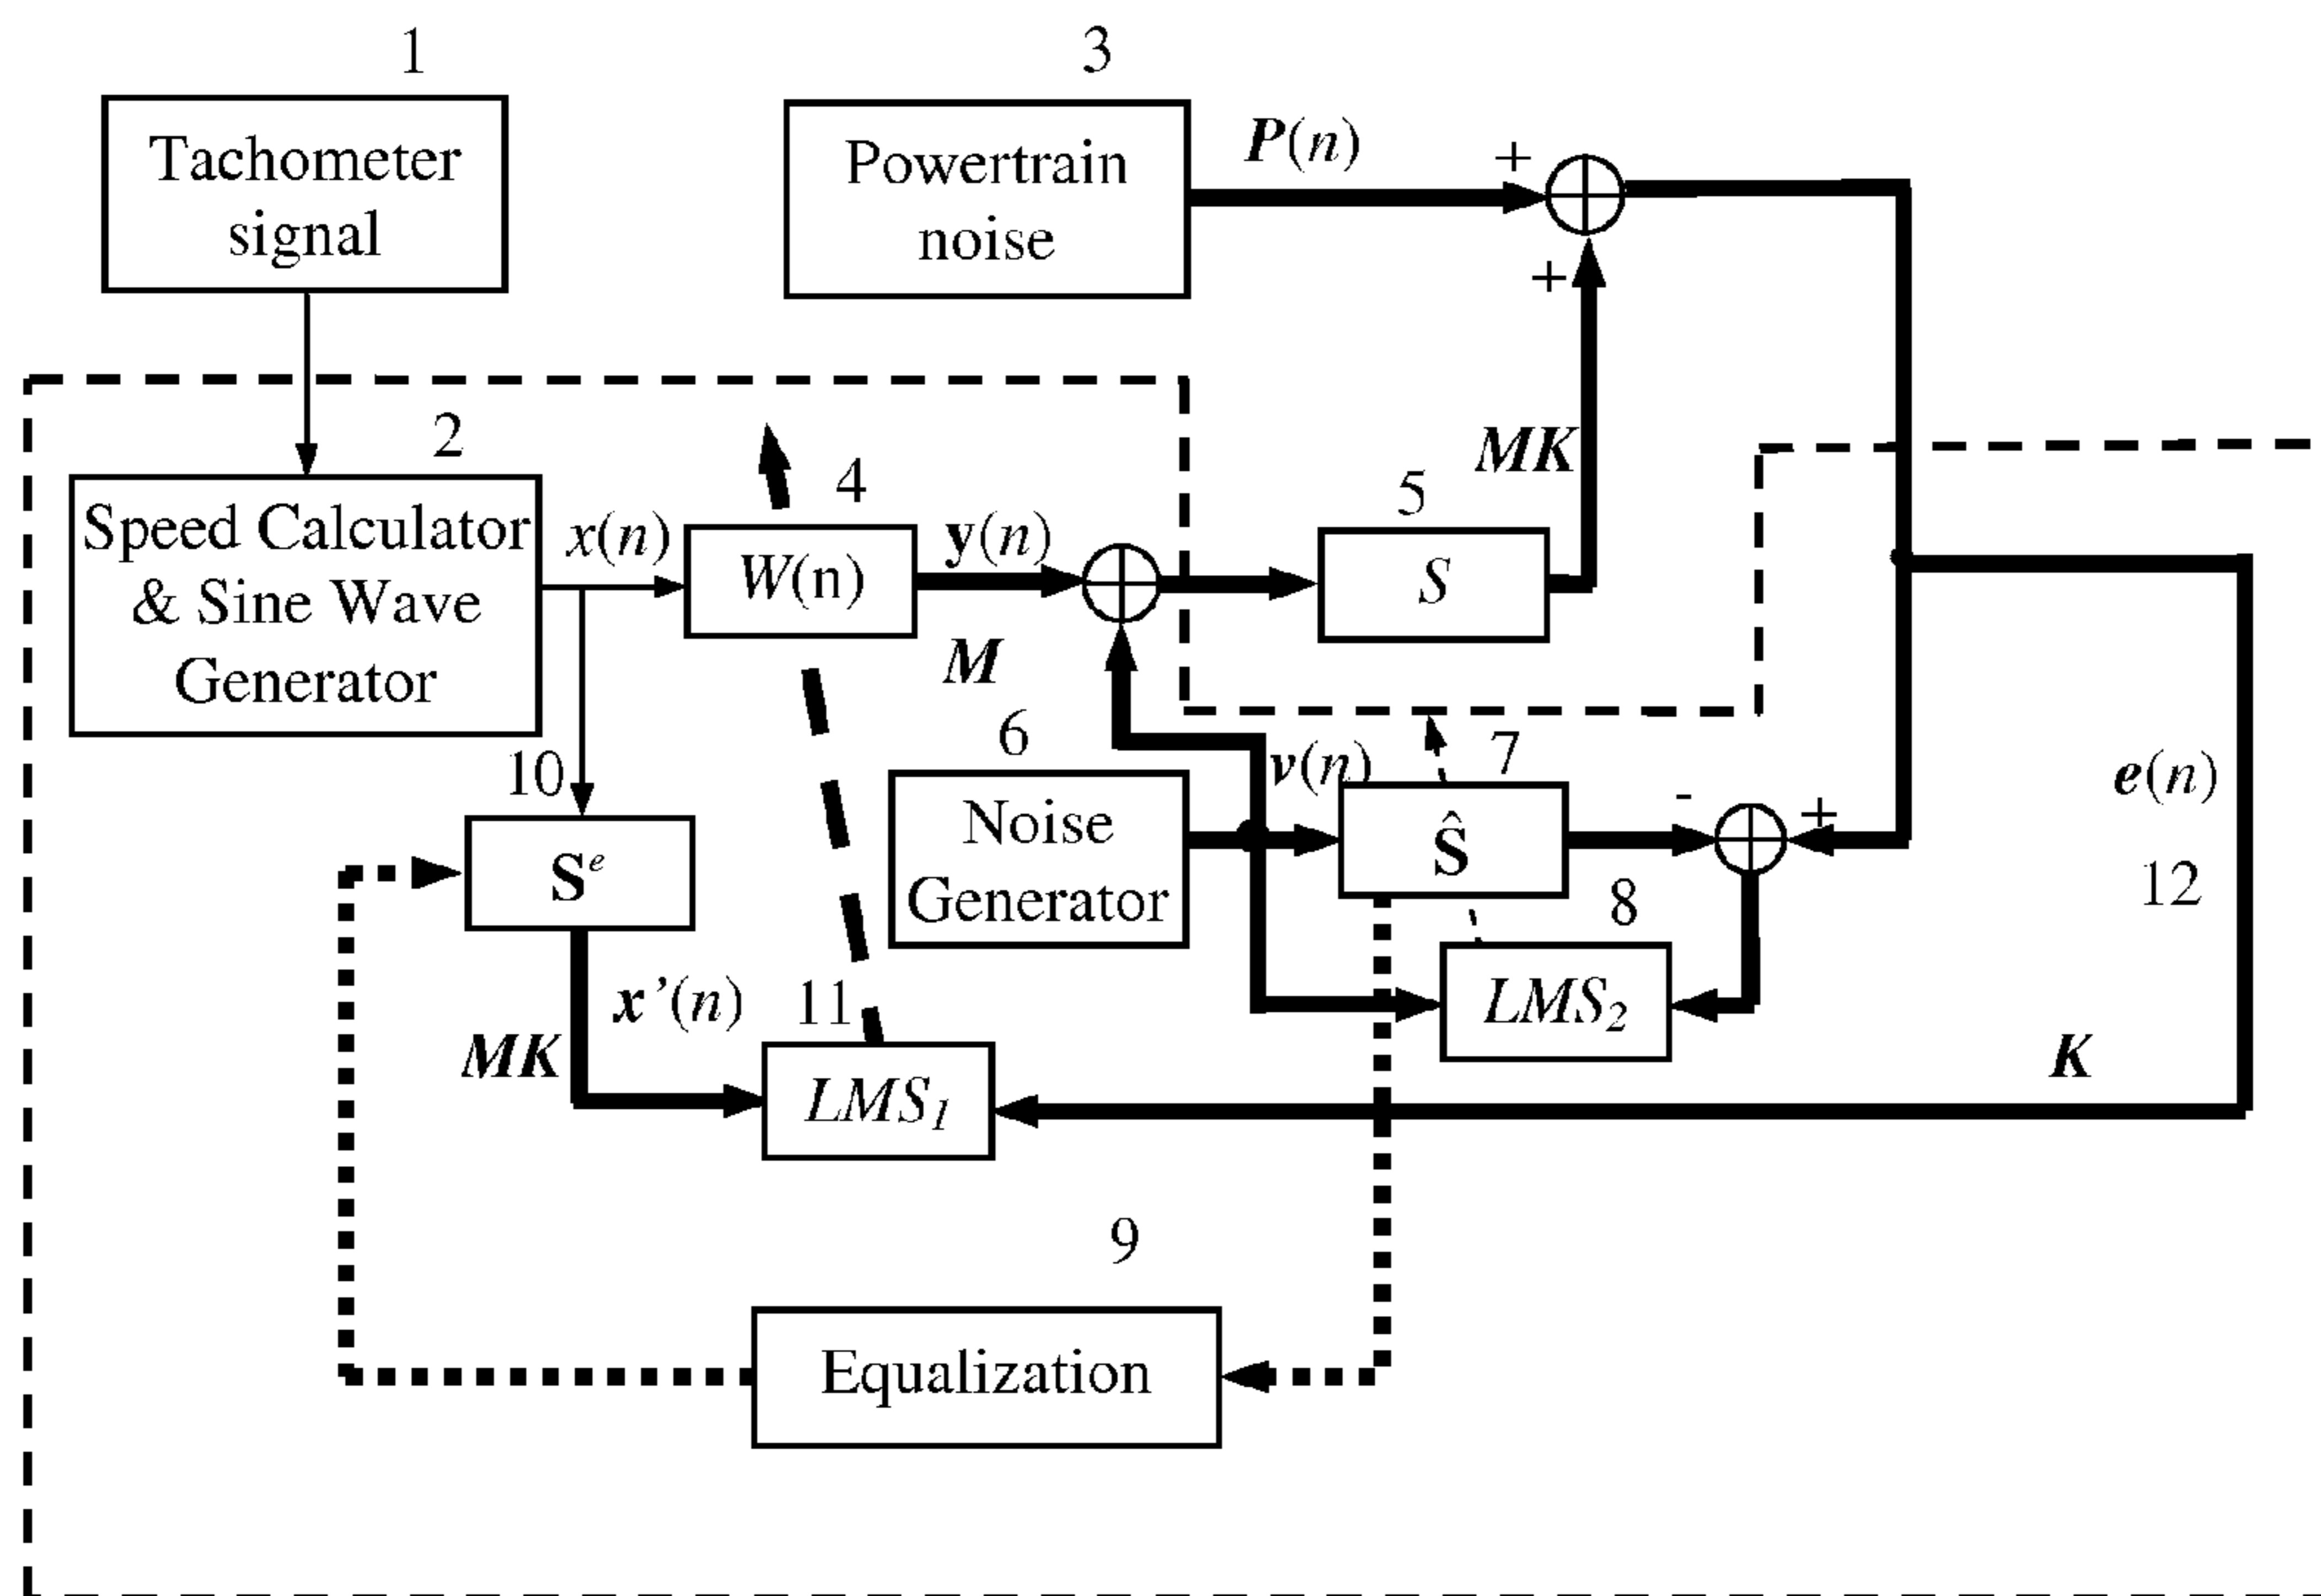 1
3
Tachometer
signal
Powertrain
noise
P(n)
+
+
2
4
5
MK
Speed Calculator
& Sine Wave
Generator
x(n)
W(n)
y(n)
S
M
6
7
v(n)
10
Noise
Generator
Ŝ
-
+
e(n)
12
8
Sᵉ
x’(n)
11
LMS₂
MK
LMS₁
K
9
Equalization